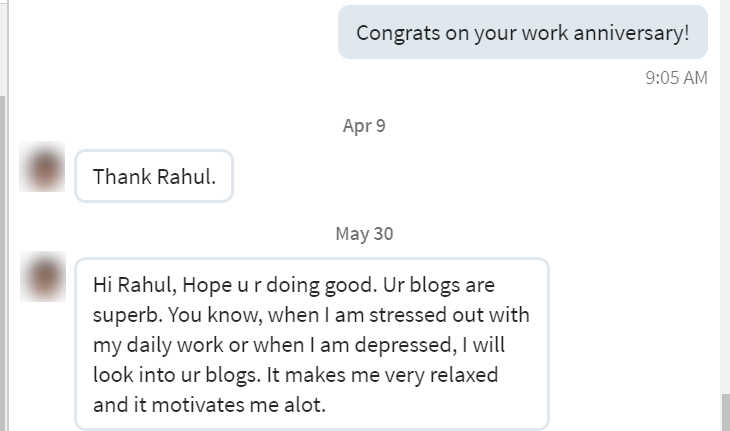 Congrats on your work anniversary!
9:05 AM
Apr 9
Thank Rahul.
May 30
Hi Rahul, Hope u r doing good. Ur blogs are
superb. You know, when I am stressed out with
my daily work or when I am depressed, I will
look into ur blogs. It makes me very relaxed
and it motivates me alot.